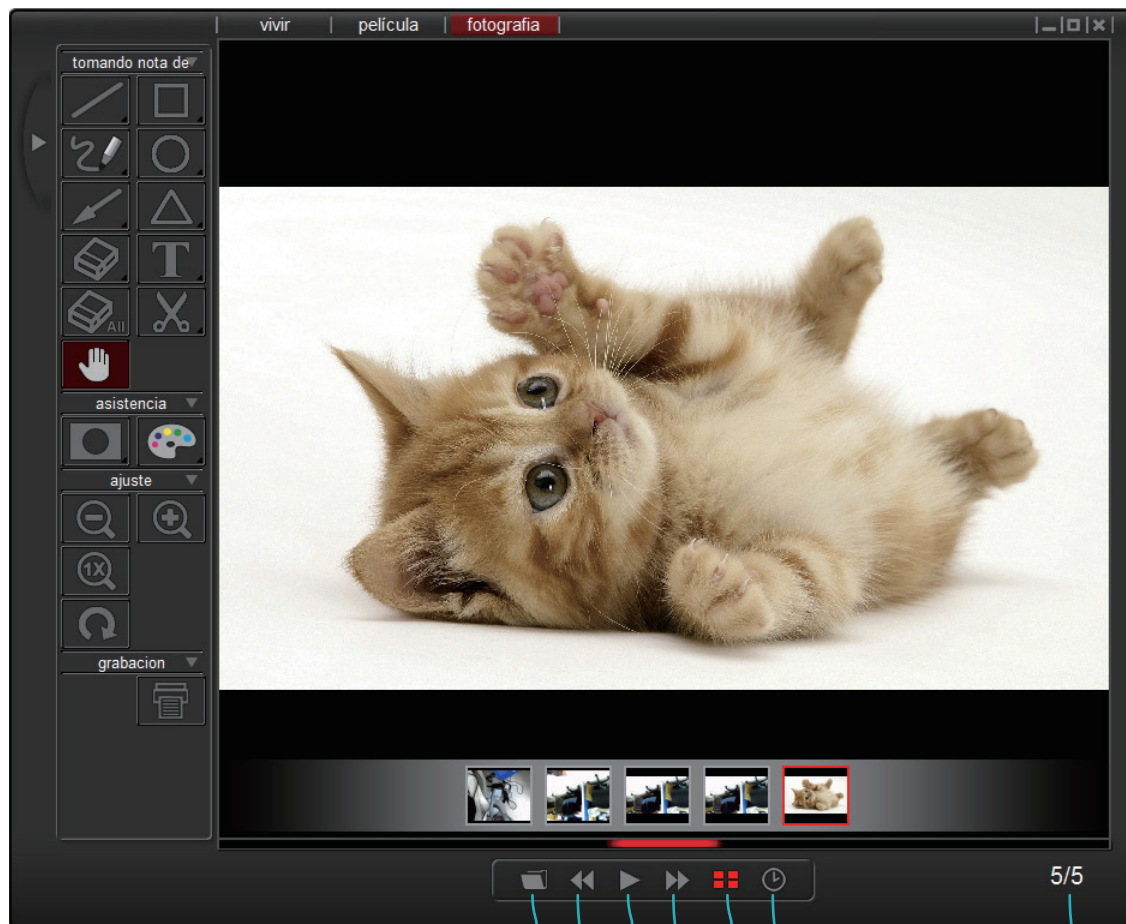 vivir
película
fotografia
tomando nota de
T
All
asistencia
ajuste
1X
grabacion
5/5